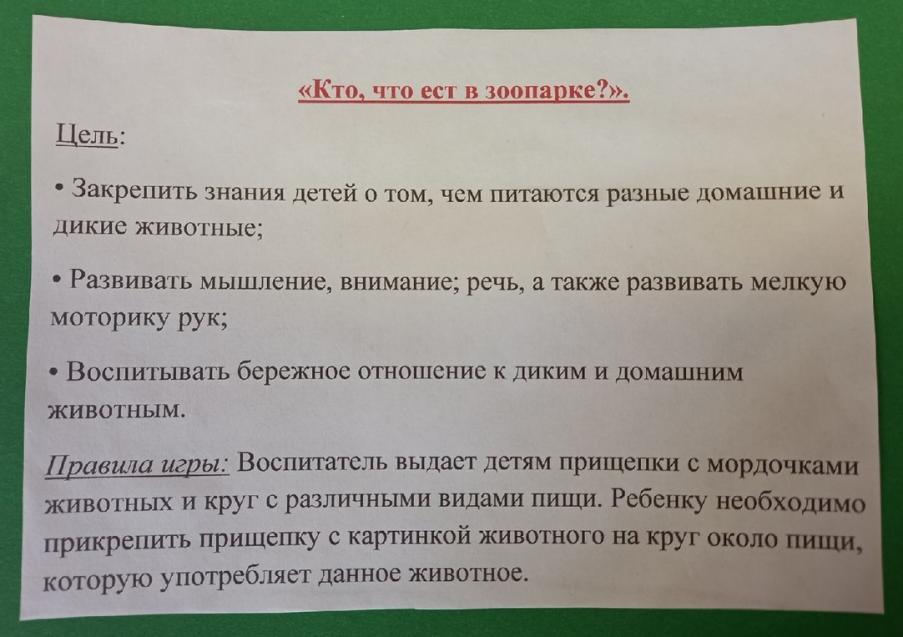 «Кто, что ест в зоопарке?».
Цель:
• Закрепить знания детей о том, чем питаются разные домашние и
дикие животные;
• Развивать мышление, внимание; речь, а также развивать мелкую
моторику рук;
• Воспитывать бережное отношение к диким и домашним
животным.
Правила игры: Воспитатель выдает детям прищепки с мордочками
животных и круг с различными видами пищи. Ребенку необходимо
прикрепить прищепку с картинкой животного на круг около пищи,
которую употребляет данное животное.